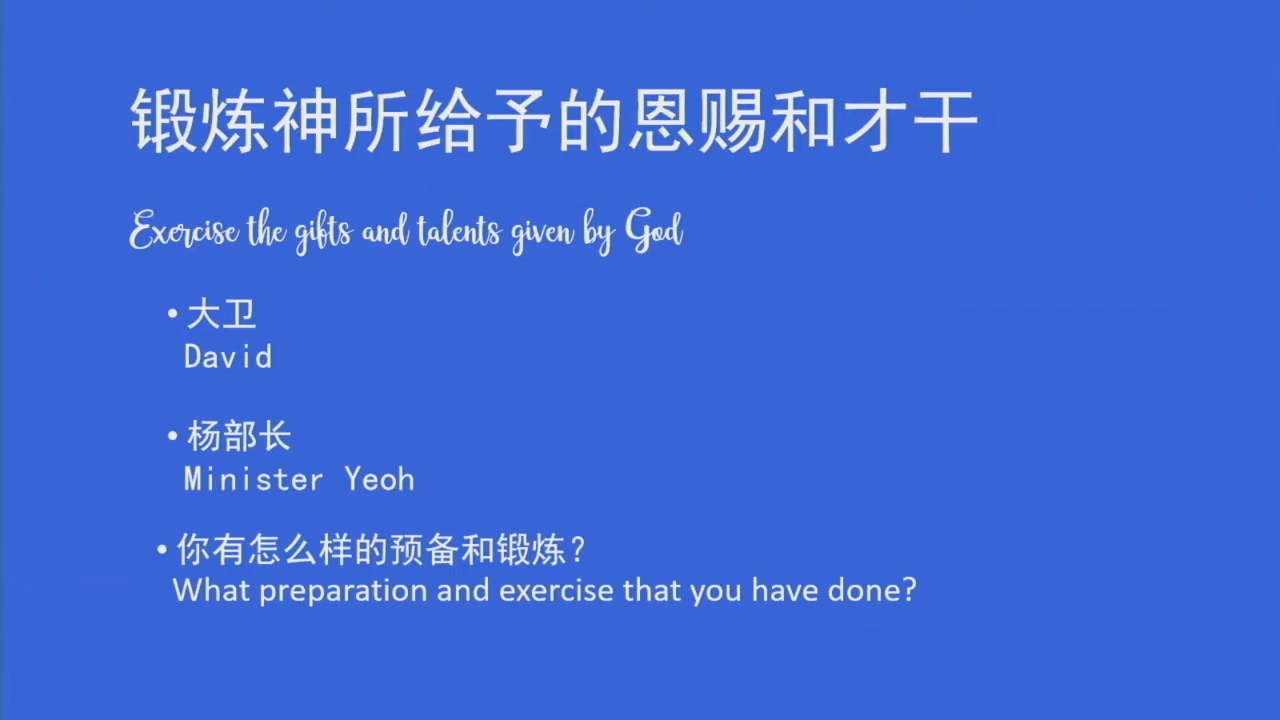 锻炼神所给予的恩赐和才干
Exercise the gifts and talents given by God
• 大卫
David
• 杨部长
Minister Yeoh
• 你有怎么样的预备和锻炼？
What preparation and exercise that you have done?